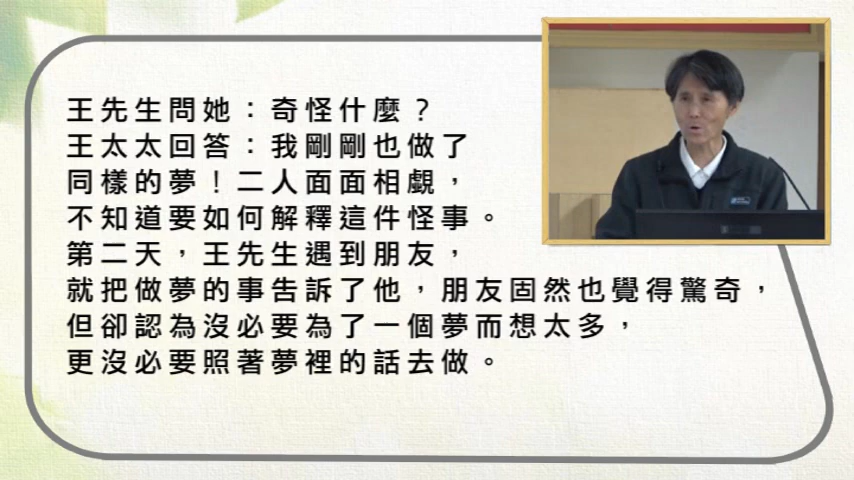 王先生問她：奇怪什麼？
王太太回答：我剛剛也做了
同樣的夢！二人面面相覷，
不知道要如何解釋這件怪事。
第二天，王先生遇到朋友，
就把做夢的事告訴了他，朋友固然也覺得驚奇，
但卻認為沒必要為了一個夢而想太多，
更沒必要照著夢裡的話去做。